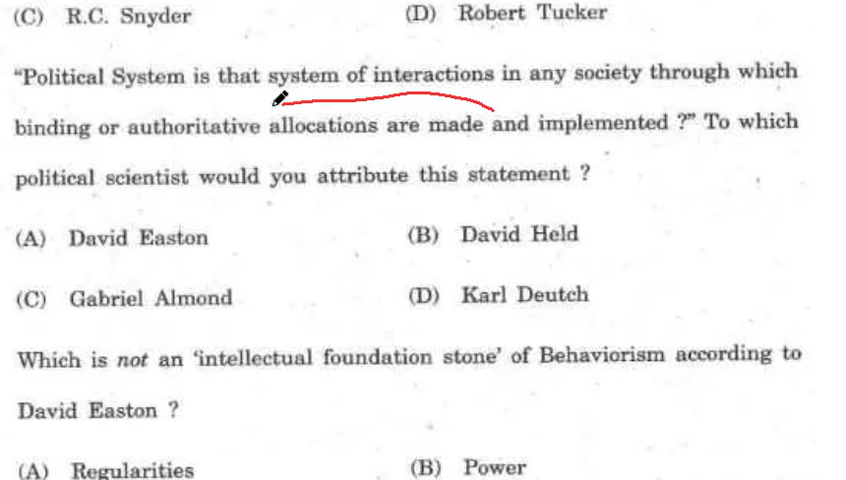 (C) R.C. Snyder (D) Robert Tucker
"Political System is that system of interactions in any society through which
binding or authoritative allocations are made and implemented ?" To which
political scientist would you attribute this statement ?
(A) David Easton (B) David Held
(C) Gabriel Almond (D) Karl Deutch
Which is not an 'intellectual foundation stone' of Behaviorism according to
David Easton ?
(A) Regularities (B) Power